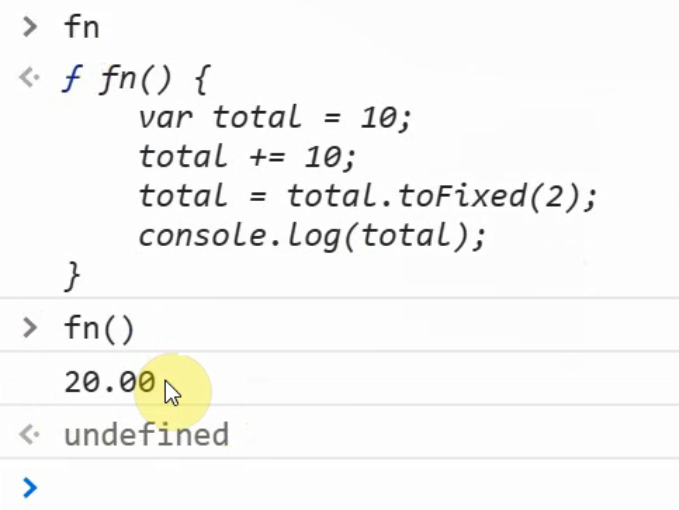 > fn
<· ƒ fn() {
var total = 10;
total += 10;
total = total.toFixed(2);
console.log(total);
}
> fn()
20.00
<· undefined
>